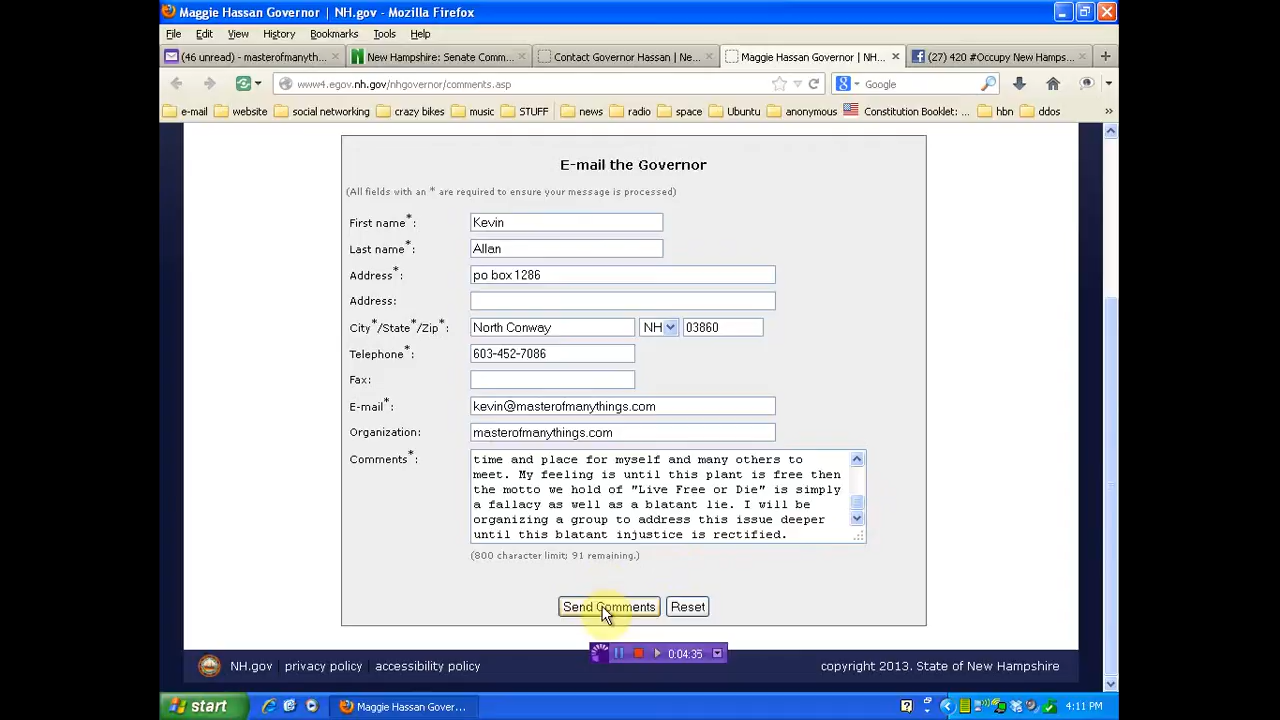 Maggie Hassan Governor | NH.gov - Mozilla Firefox
File Edit View History Bookmarks Tools Help
(46 unread) - masterofmanyth... New Hampshire: Senate Comm... Contact Governor Hassan | Ne... Maggie Hassan Governor | NH.... (27) 420 #Occupy New Hamps...
www4.egov.nh.gov/nhgovernor/comments.asp Google
e-mail website social networking crazy bikes music STUFF news radio space Ubuntu anonymous Constitution Booklet:... hbn ddos
E-mail the Governor
(All fields with an * are required to ensure your message is processed)
First name*: Kevin
Last name*: Allan
Address*: po box 1286
Address:
City*/State*/Zip*: North Conway NH 03860
Telephone*: 603-452-7086
Fax:
E-mail*: kevin@masterofmanythings.com
Organization: masterofmanythings.com
Comments*: time and place for myself and many others to
meet. My feeling is until this plant is free then
the motto we hold of "Live Free or Die" is simply
a fallacy as well as a blatant lie. I will be
organizing a group to address this issue deeper
until this blatant injustice is rectified.
(800 character limit; 91 remaining.)
Send Comments Reset
0:04:35
NH.gov privacy policy accessibility policy copyright 2013. State of New Hampshire
start Maggie Hassan Gover... 4:11 PM